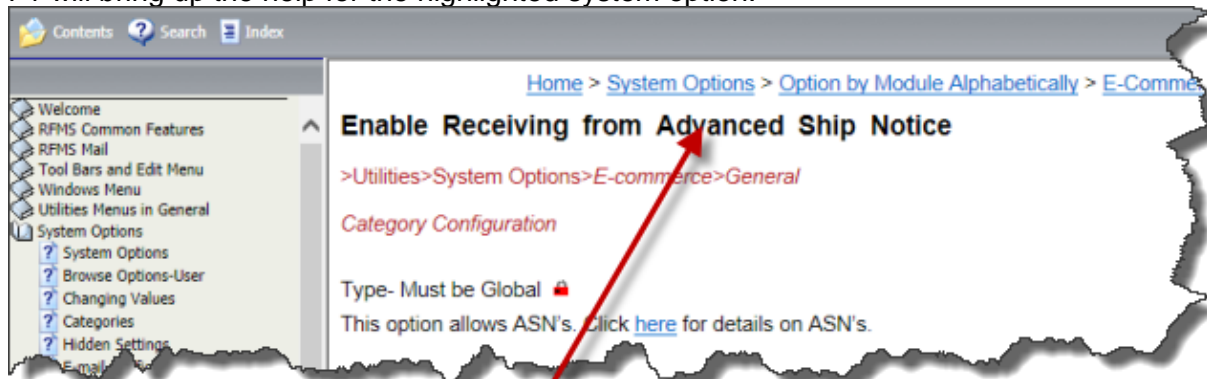 F1 will bring up the help for the highlighted system option.
Contents Search Index
Home > System Options > Option by Module Alphabetically > E-Comme
Welcome
RFMS Common Features
RFMS Mail
Tool Bars and Edit Menu
Windows Menu
Utilities Menus in General
System Options
System Options
Browse Options-User
Changing Values
Categories
Hidden Settings
E-mail
Enable Receiving from Advanced Ship Notice
>Utilities>System Options>E-commerce>General
Category Configuration
Type- Must be Global
This option allows ASN's. Click here for details on ASN's.